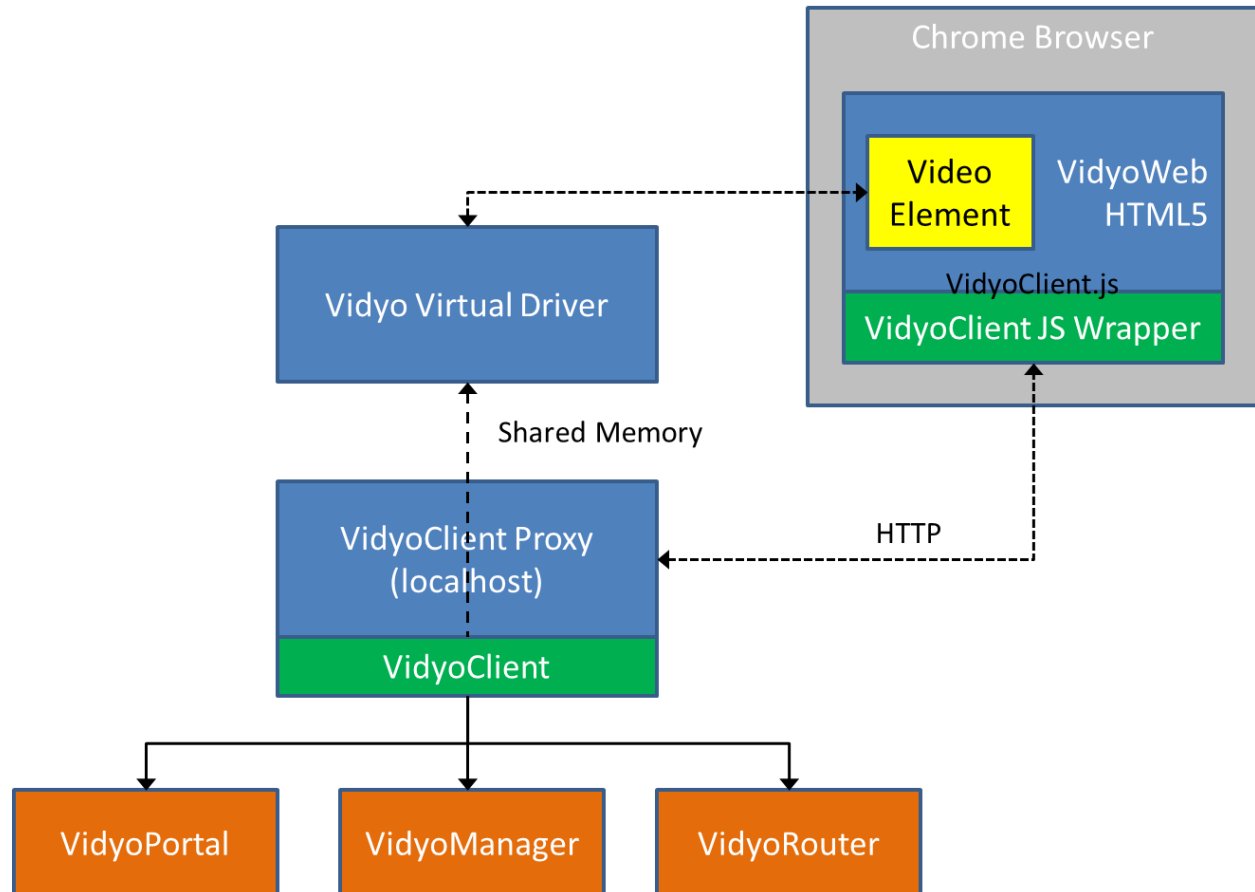 Chrome Browser
Video
Element
VidyoWeb
HTML5
VidyoClient.js
VidyoClient JS Wrapper
Vidyo Virtual Driver
Shared Memory
VidyoClient Proxy
(localhost)
HTTP
VidyoClient
VidyoPortal
VidyoManager
VidyoRouter